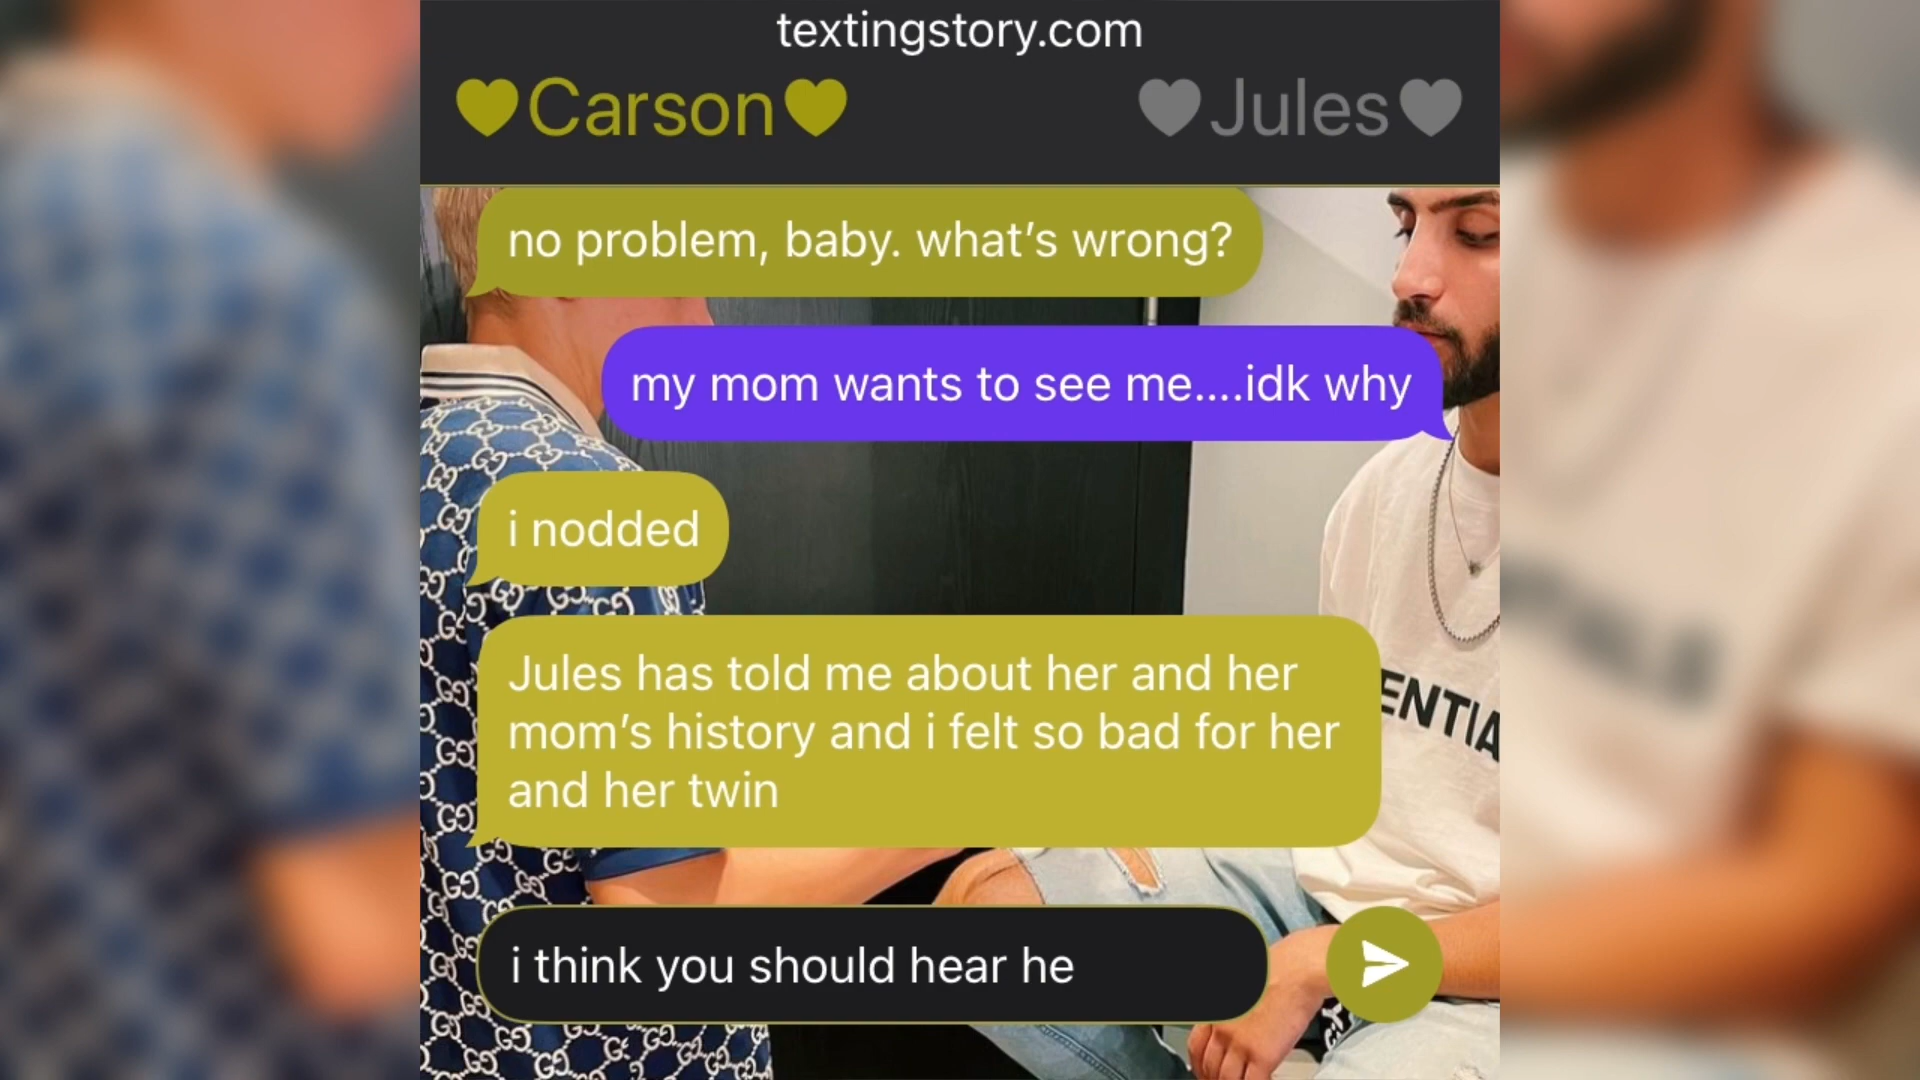 textingstory.com
♥Carson♥
♥Jules♥
no problem, baby. what’s wrong?
my mom wants to see me....idk why
i nodded
Jules has told me about her and her
mom’s history and i felt so bad for her
and her twin
ENTIA
i think you should hear he